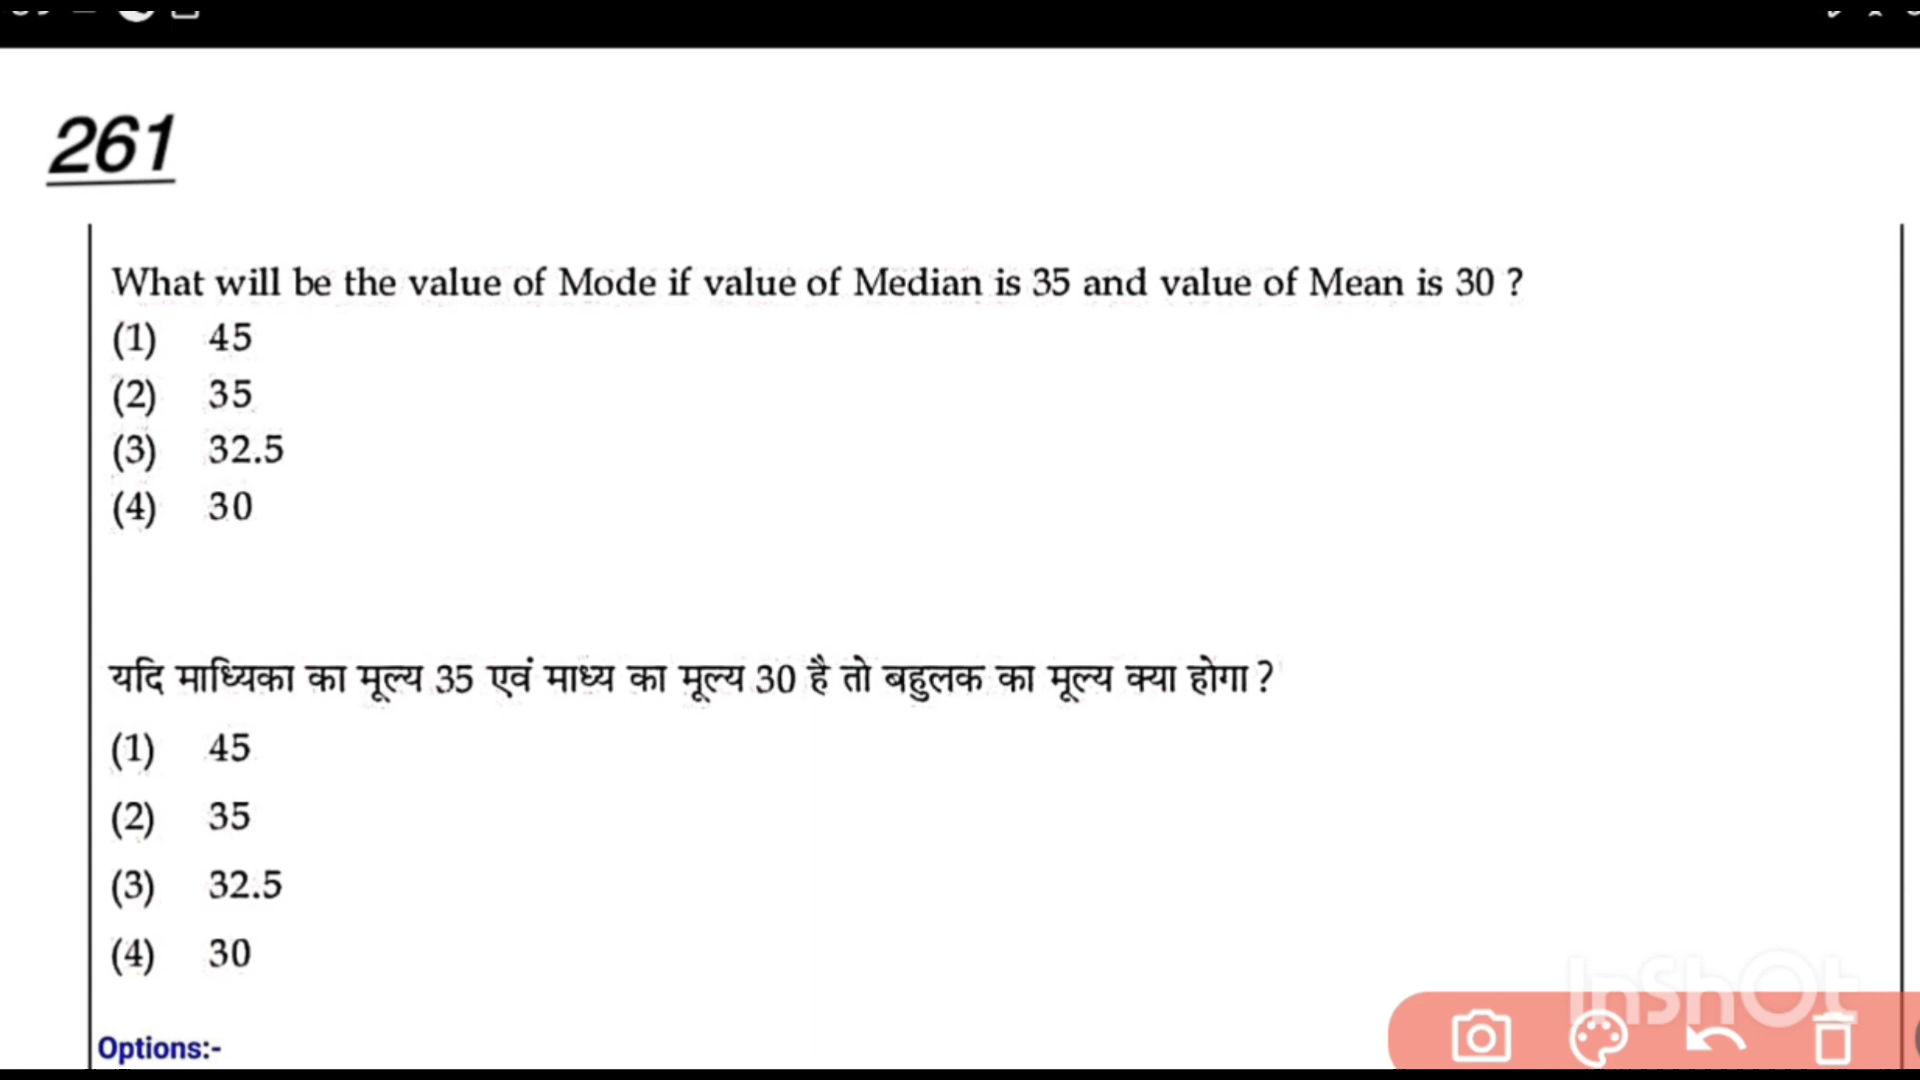 261
What will be the value of Mode if value of Median is 35 and value of Mean is 30 ?
(1) 45
(2) 35
(3) 32.5
(4) 30
यदि माध्यिका का मूल्य 35 एवं माध्य का मूल्य 30 है तो बहुलक का मूल्य क्या होगा ?
(1) 45
(2) 35
(3) 32.5
(4) 30
InShOt
Options:-